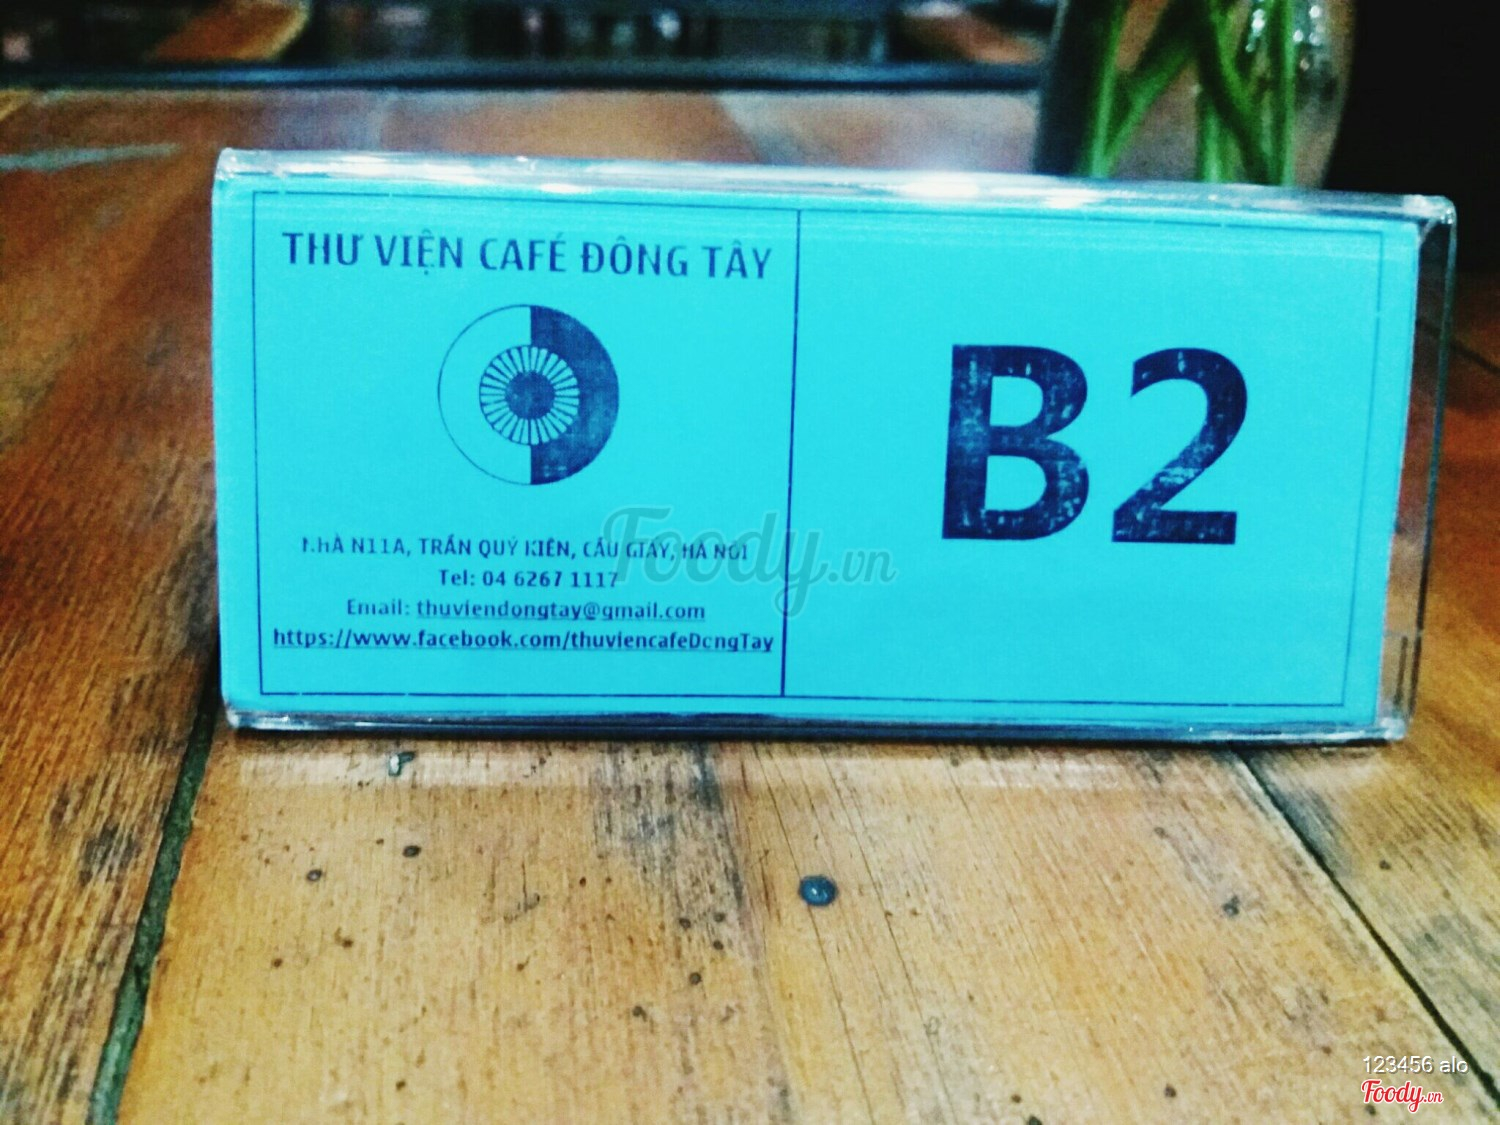 THƯ VIỆN CAFÉ ĐÔNG TÂY
B2
NHÀ N11A, TRẦN QUÝ KIÊN, CẦU GIẤY, HÀ NỘI
Tel: 04 6267 1117
Email: thuviendongtay@gmail.com
https://www.facebook.com/thuviencafeDongTay
Foody.vn
123456 alo
Foody.vn